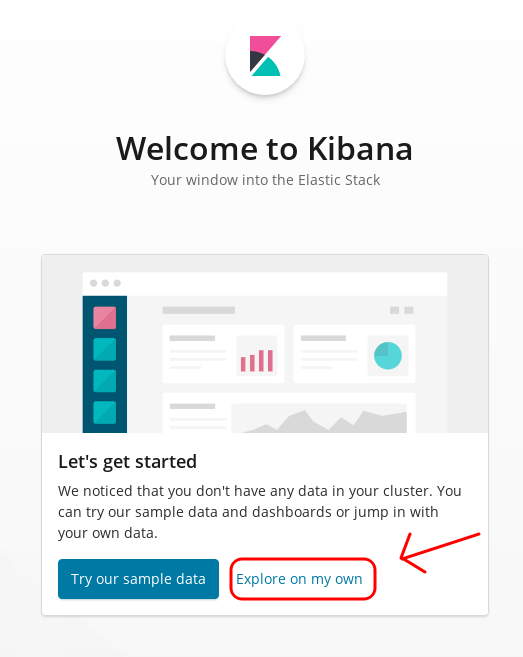 Welcome to Kibana
Your window into the Elastic Stack
Let's get started
We noticed that you don't have any data in your cluster. You
can try our sample data and dashboards or jump in with
your own data.
Try our sample data
Explore on my own